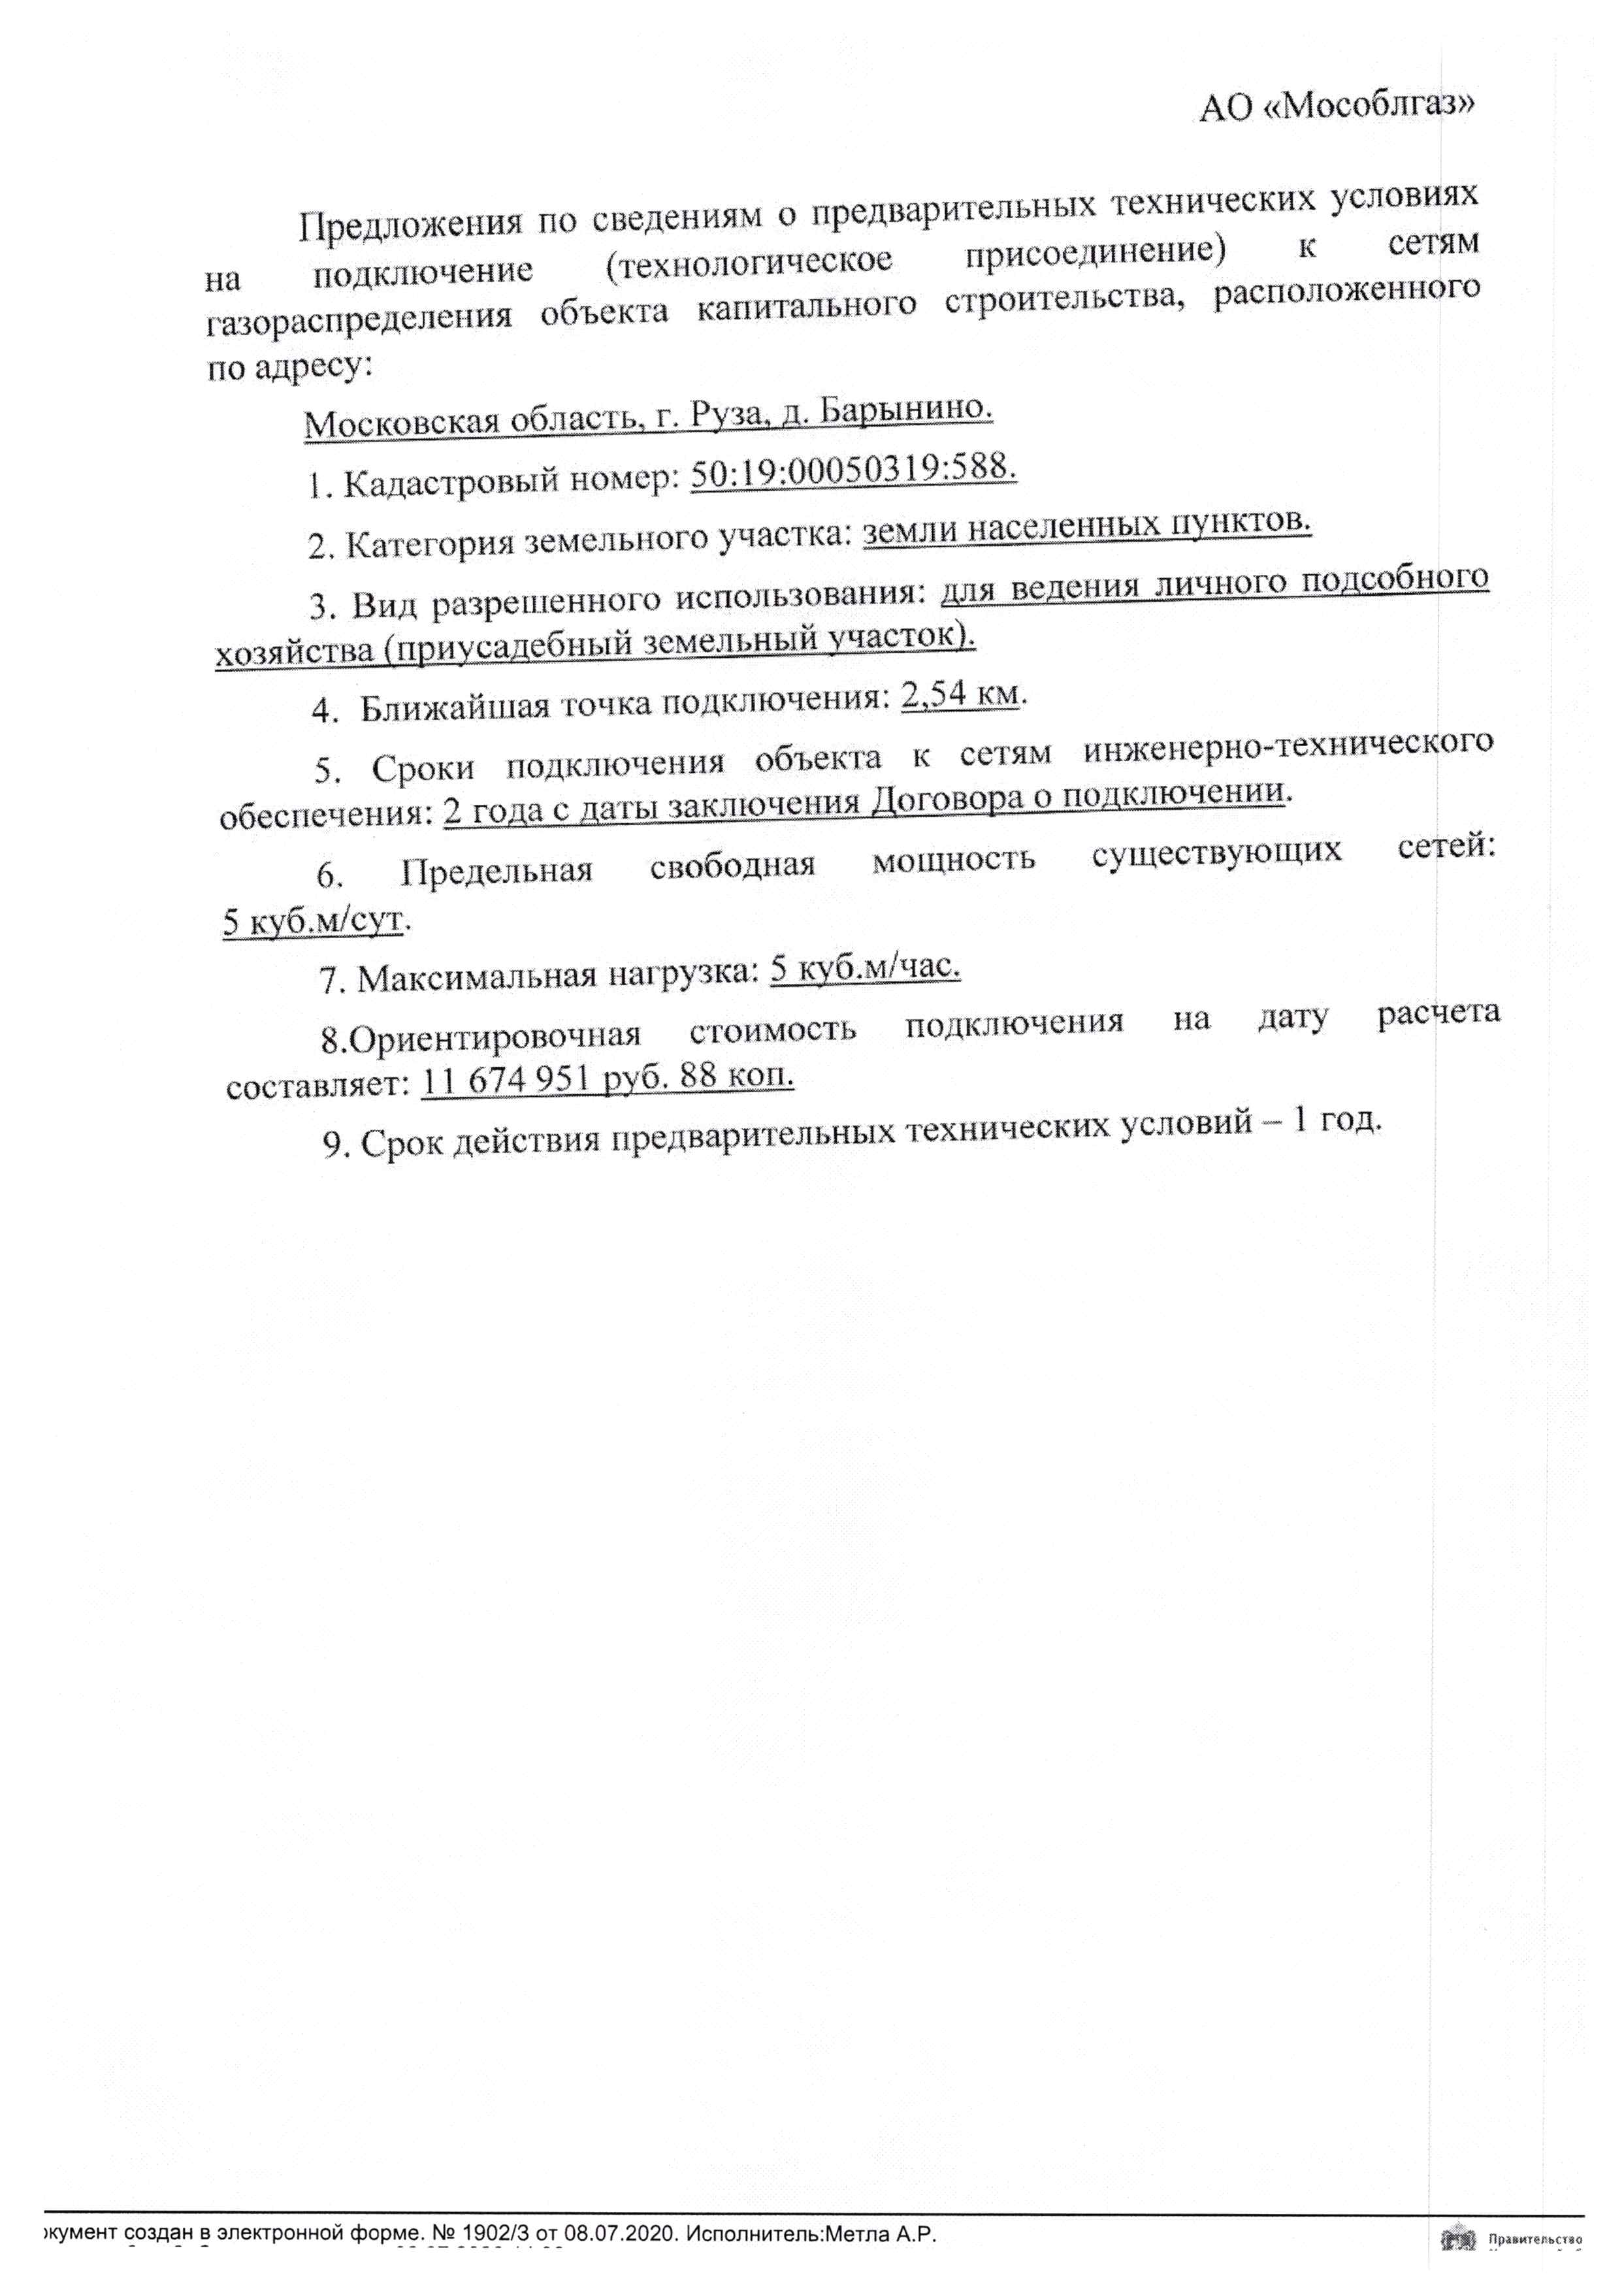 АО «Мособлгаз»
Предложения по сведениям о предварительных технических условиях
на подключение (технологическое присоединение) к сетям
газораспределения объекта капитального строительства, расположенного
по адресу:
Московская область, г. Руза, д. Барынино.
1. Кадастровый номер: 50:19:00050319:588.
2. Категория земельного участка: земли населенных пунктов.
3. Вид разрешенного использования: для ведения личного подсобного
хозяйства (приусадебный земельный участок).
4. Ближайшая точка подключения: 2,54 км.
5. Сроки подключения объекта к сетям инженерно-технического
обеспечения: 2 года с даты заключения Договора о подключении.
6. Предельная свободная мощность существующих сетей:
5 куб.м/сут.
7. Максимальная нагрузка: 5 куб.м/час.
8.Ориентировочная стоимость подключения на дату расчета
составляет: 11 674 951 руб. 88 коп.
9. Срок действия предварительных технических условий – 1 год.
окумент создан в электронной форме. № 1902/3 от 08.07.2020. Исполнитель:Метла А.Р.
Правительство